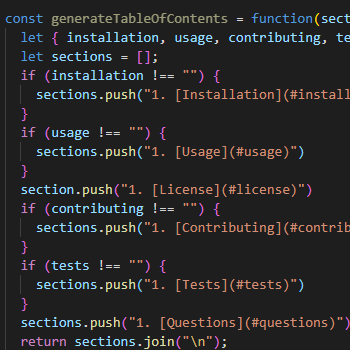 const generateTableOfContents = function(sect
let { installation, usage, contributing, te
let sections = [];
if (installation !== "") {
sections.push("1. [Installation](#install
}
if (usage !== "") {
sections.push("1. [Usage](#usage)")
}
section.push("1. [License](#license)")
if (contributing !== "") {
sections.push("1. [Contributing](#contrib
}
if (tests !== "") {
sections.push("1. [Tests](#tests)")
}
sections.push("1. [Questions](#questions)")
return sections.join("\n");